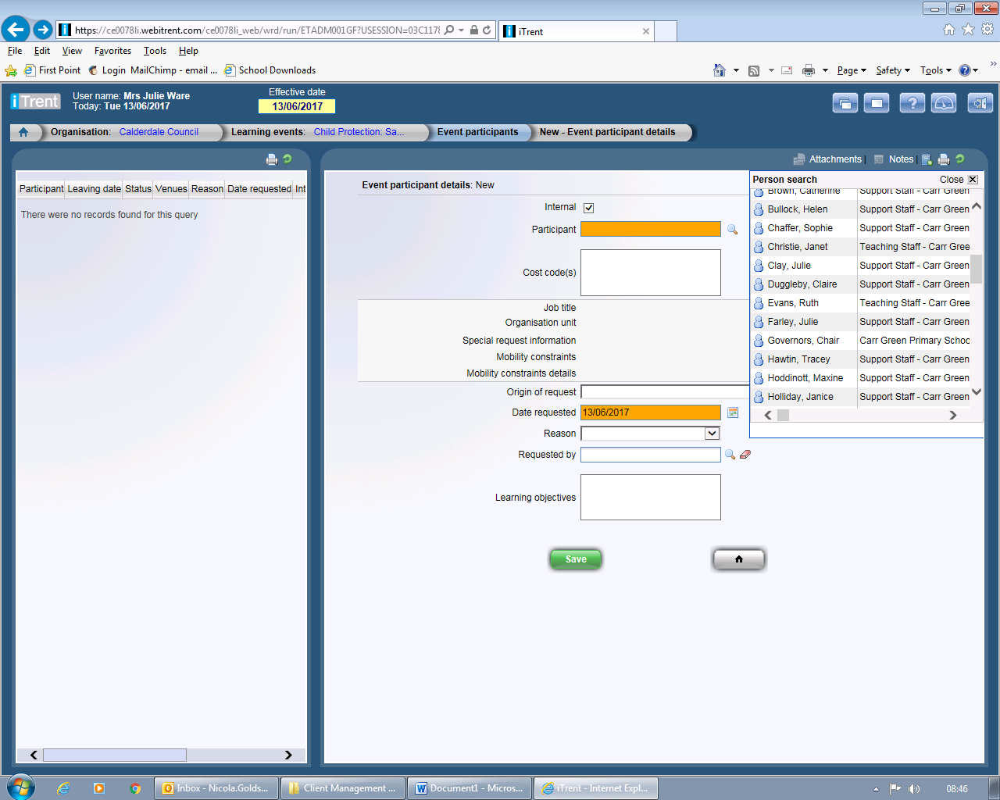 https://ce0078li.webitrent.com/ce0078li_web/wrd/run/ETADM001GF?USESSION=03C1178
iTrent
File Edit View Favorites Tools Help
First Point Login MailChimp - email ... School Downloads
Page Safety Tools
iTrent
User name: Mrs Julie Ware
Today: Tue 13/06/2017
Effective date
13/06/2017
Organisation: Calderdale Council Learning events: Child Protection: Sa... Event participants New - Event participant details
Attachments Notes
Participant Leaving date Status Venues Reason Date requested Int
There were no records found for this query
Event participant details: New
Internal
Participant
Cost code(s)
Job title
Organisation unit
Special request information
Mobility constraints
Mobility constraints details
Origin of request
Date requested 13/06/2017
Reason
Requested by
Learning objectives
Save
Person search Close
Brown, Catherine Support Staff - Carr Green
Bullock, Helen Support Staff - Carr Green
Chaffer, Sophie Support Staff - Carr Green
Christie, Janet Teaching Staff - Carr Gree
Clay, Julie Support Staff - Carr Green
Duggleby, Claire Support Staff - Carr Green
Evans, Ruth Teaching Staff - Carr Gree
Farley, Julie Support Staff - Carr Green
Governors, Chair Carr Green Primary Schoo
Hawtin, Tracey Support Staff - Carr Green
Hoddinott, Maxine Support Staff - Carr Green
Holliday, Janice Support Staff - Carr Green
Inbox - Nicola.Golds... Client Management ... Document1 - Micros... iTrent - Internet Expl... 08:46